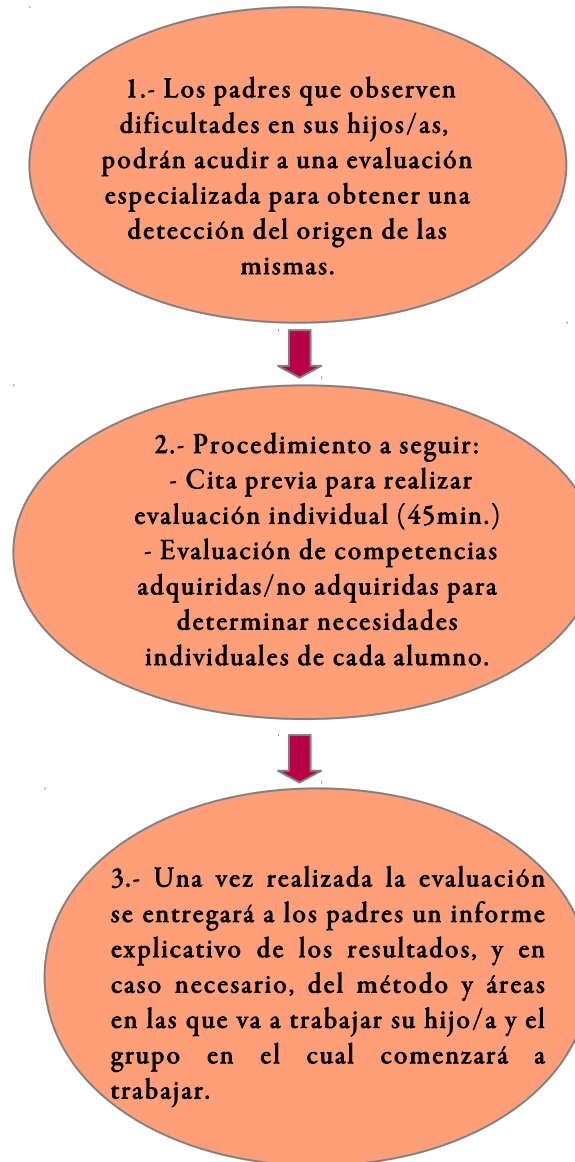 1.- Los padres que observen
dificultades en sus hijos/as,
podrán acudir a una evaluación
especializada para obtener una
detección del origen de las
mismas.
2.- Procedimiento a seguir:
- Cita previa para realizar
evaluación individual (45min.)
- Evaluación de competencias
adquiridas/no adquiridas para
determinar necesidades
individuales de cada alumno.
3.- Una vez realizada la evaluación
se entregará a los padres un informe
explicativo de los resultados, y en
caso necesario, del método y áreas
en las que va a trabajar su hijo/a y el
grupo en el cual comenzará a
trabajar.